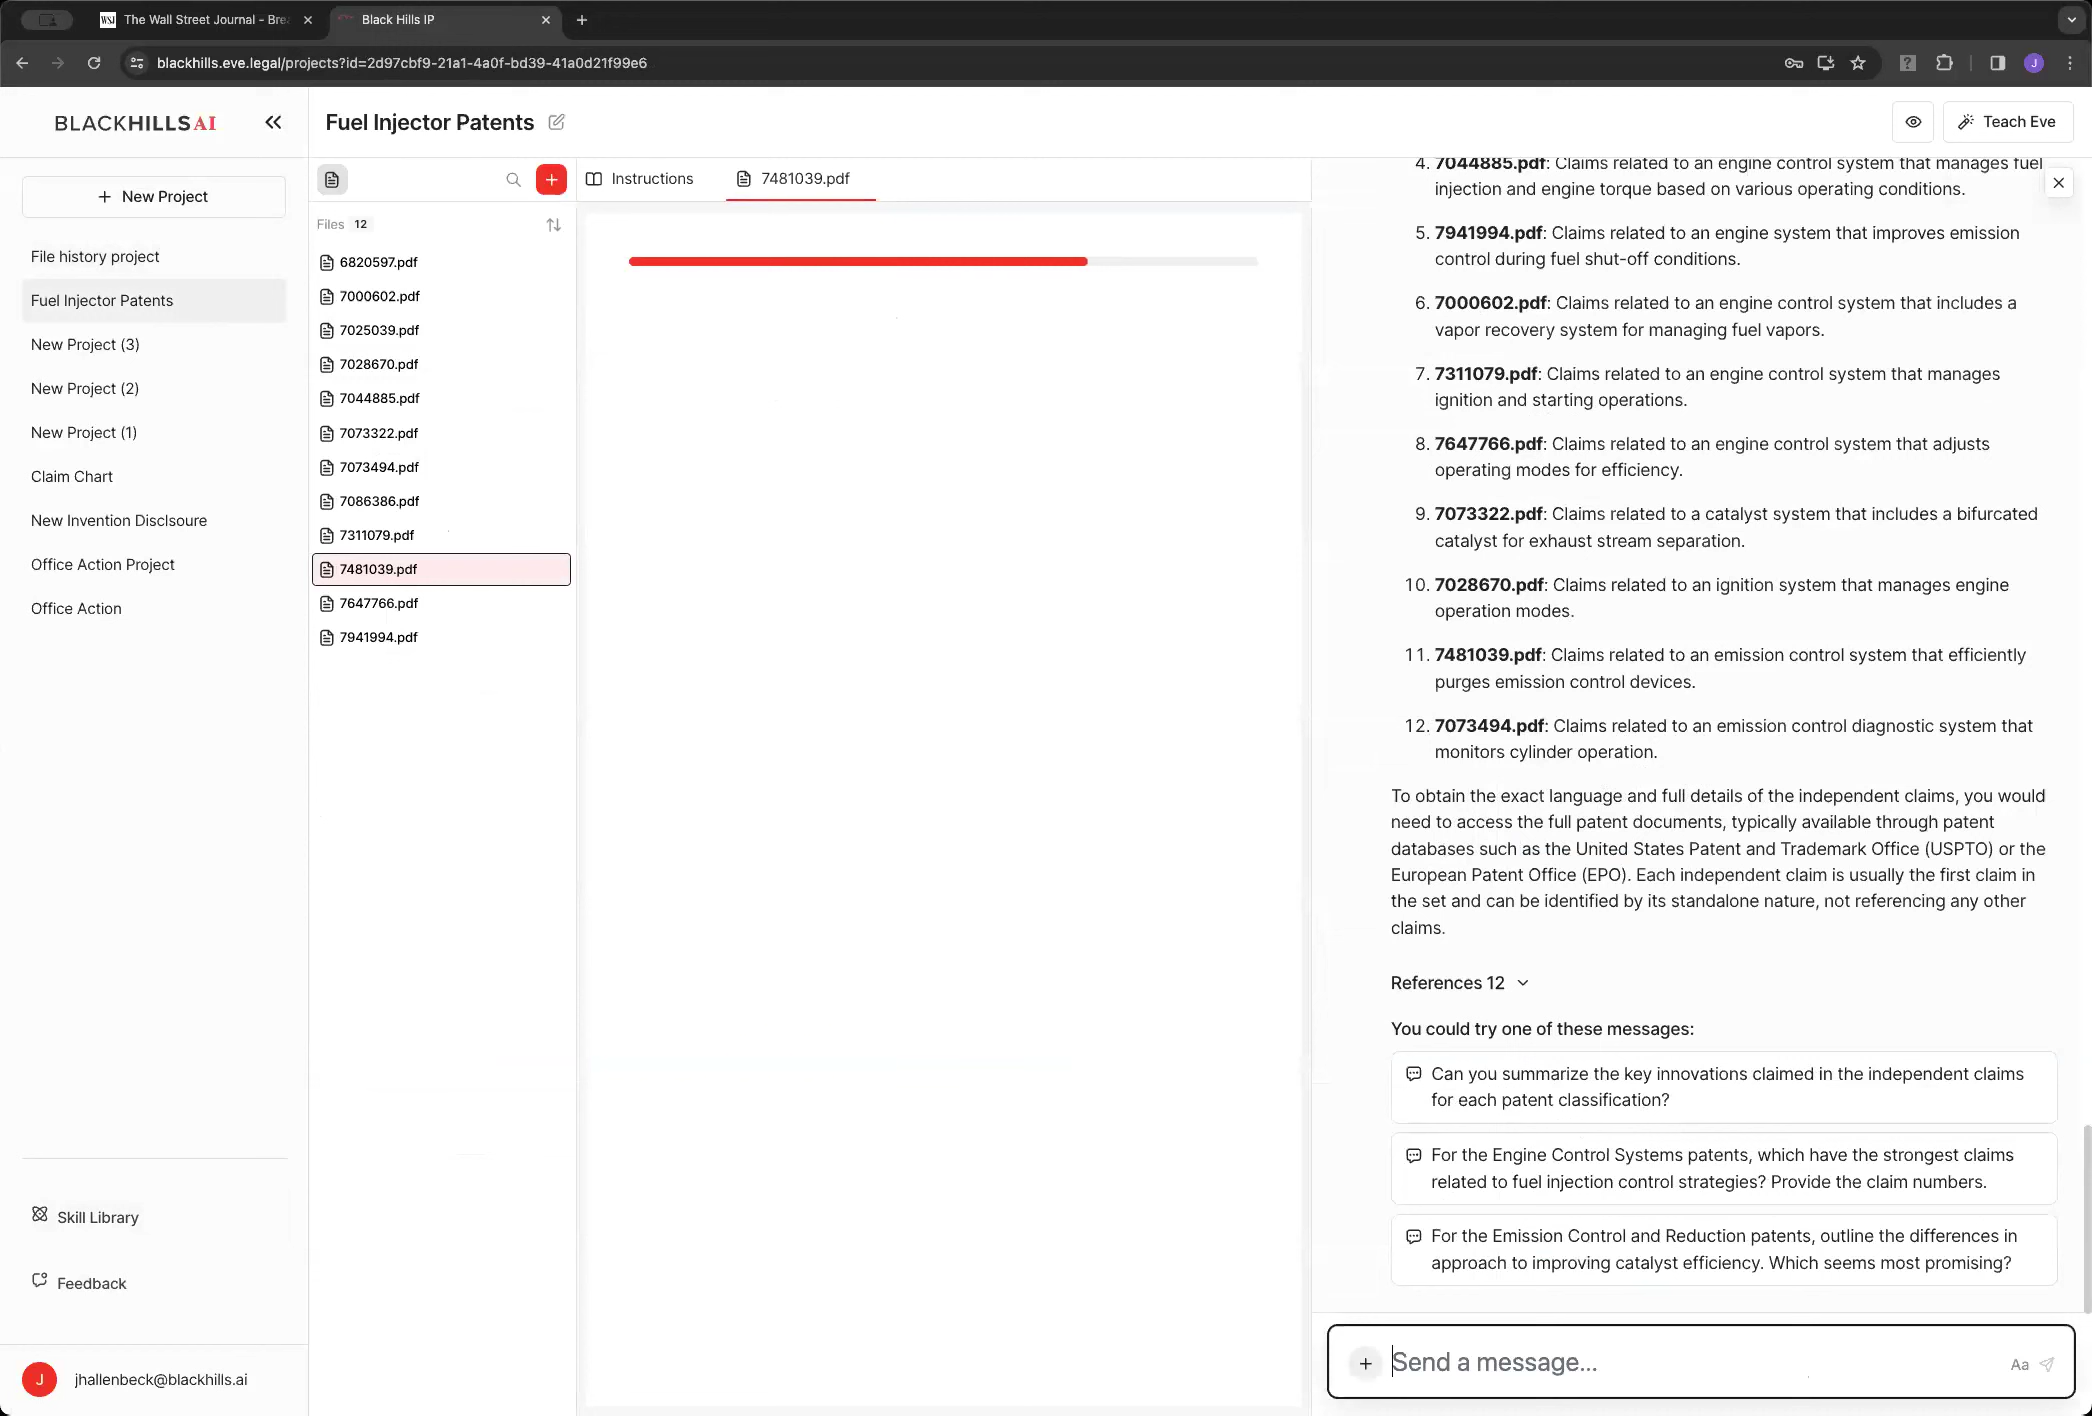 WSJ The Wall Street Journal - Brea
Black Hills IP
blackhills.eve.legal/projects?id=2d97cbf9-21a1-4a0f-bd39-41a0d21f99e6
J
BLACKHILLSAI
Fuel Injector Patents
Teach Eve
New Project
File history project
Fuel Injector Patents
New Project (3)
New Project (2)
New Project (1)
Claim Chart
New Invention Disclsoure
Office Action Project
Office Action
Skill Library
Feedback
J
jhallenbeck@blackhills.ai
Files 12
6820597.pdf
7000602.pdf
7025039.pdf
7028670.pdf
7044885.pdf
7073322.pdf
7073494.pdf
7086386.pdf
7311079.pdf
7481039.pdf
7647766.pdf
7941994.pdf
Instructions
7481039.pdf
4. 7044885.pdf: Claims related to an engine control system that manages fuel
injection and engine torque based on various operating conditions.
5. 7941994.pdf: Claims related to an engine system that improves emission
control during fuel shut-off conditions.
6. 7000602.pdf: Claims related to an engine control system that includes a
vapor recovery system for managing fuel vapors.
7. 7311079.pdf: Claims related to an engine control system that manages
ignition and starting operations.
8. 7647766.pdf: Claims related to an engine control system that adjusts
operating modes for efficiency.
9. 7073322.pdf: Claims related to a catalyst system that includes a bifurcated
catalyst for exhaust stream separation.
10. 7028670.pdf: Claims related to an ignition system that manages engine
operation modes.
11. 7481039.pdf: Claims related to an emission control system that efficiently
purges emission control devices.
12. 7073494.pdf: Claims related to an emission control diagnostic system that
monitors cylinder operation.
To obtain the exact language and full details of the independent claims, you would
need to access the full patent documents, typically available through patent
databases such as the United States Patent and Trademark Office (USPTO) or the
European Patent Office (EPO). Each independent claim is usually the first claim in
the set and can be identified by its standalone nature, not referencing any other
claims.
References 12
You could try one of these messages:
Can you summarize the key innovations claimed in the independent claims
for each patent classification?
For the Engine Control Systems patents, which have the strongest claims
related to fuel injection control strategies? Provide the claim numbers.
For the Emission Control and Reduction patents, outline the differences in
approach to improving catalyst efficiency. Which seems most promising?
Send a message...
Aa